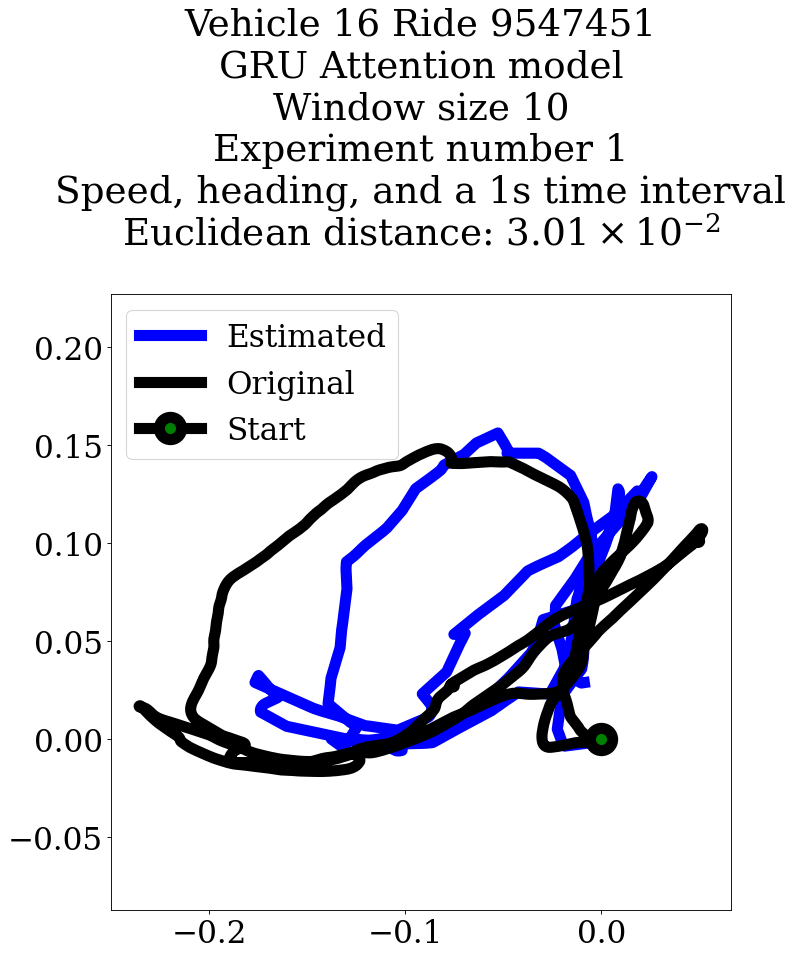 Vehicle 16 Ride 9547451
GRU Attention model
Window size 10
Experiment number 1
Speed, heading, and a 1s time interval
Euclidean distance: 3.01 × 10⁻²
Estimated
Original
Start
0.20
0.15
0.10
0.05
0.00
−0.05
−0.2
−0.1
0.0